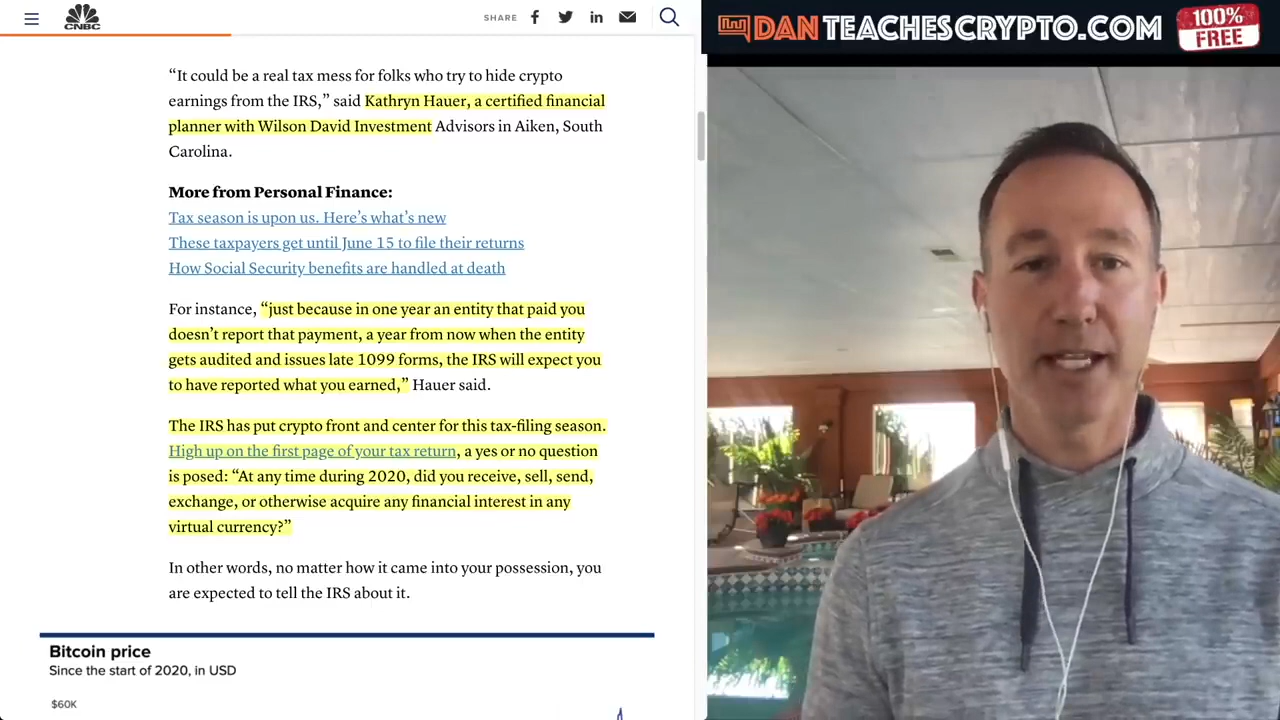 CNBC
SHARE
DANTEACHESCRYPTO.COM
100%
FREE
“It could be a real tax mess for folks who try to hide crypto
earnings from the IRS,” said Kathryn Hauer, a certified financial
planner with Wilson David Investment Advisors in Aiken, South
Carolina.
More from Personal Finance:
Tax season is upon us. Here’s what’s new
These taxpayers get until June 15 to file their returns
How Social Security benefits are handled at death
For instance, “just because in one year an entity that paid you
doesn’t report that payment, a year from now when the entity
gets audited and issues late 1099 forms, the IRS will expect you
to have reported what you earned,” Hauer said.
The IRS has put crypto front and center for this tax-filing season.
High up on the first page of your tax return, a yes or no question
is posed: “At any time during 2020, did you receive, sell, send,
exchange, or otherwise acquire any financial interest in any
virtual currency?”
In other words, no matter how it came into your possession, you
are expected to tell the IRS about it.
Bitcoin price
Since the start of 2020, in USD
$60K